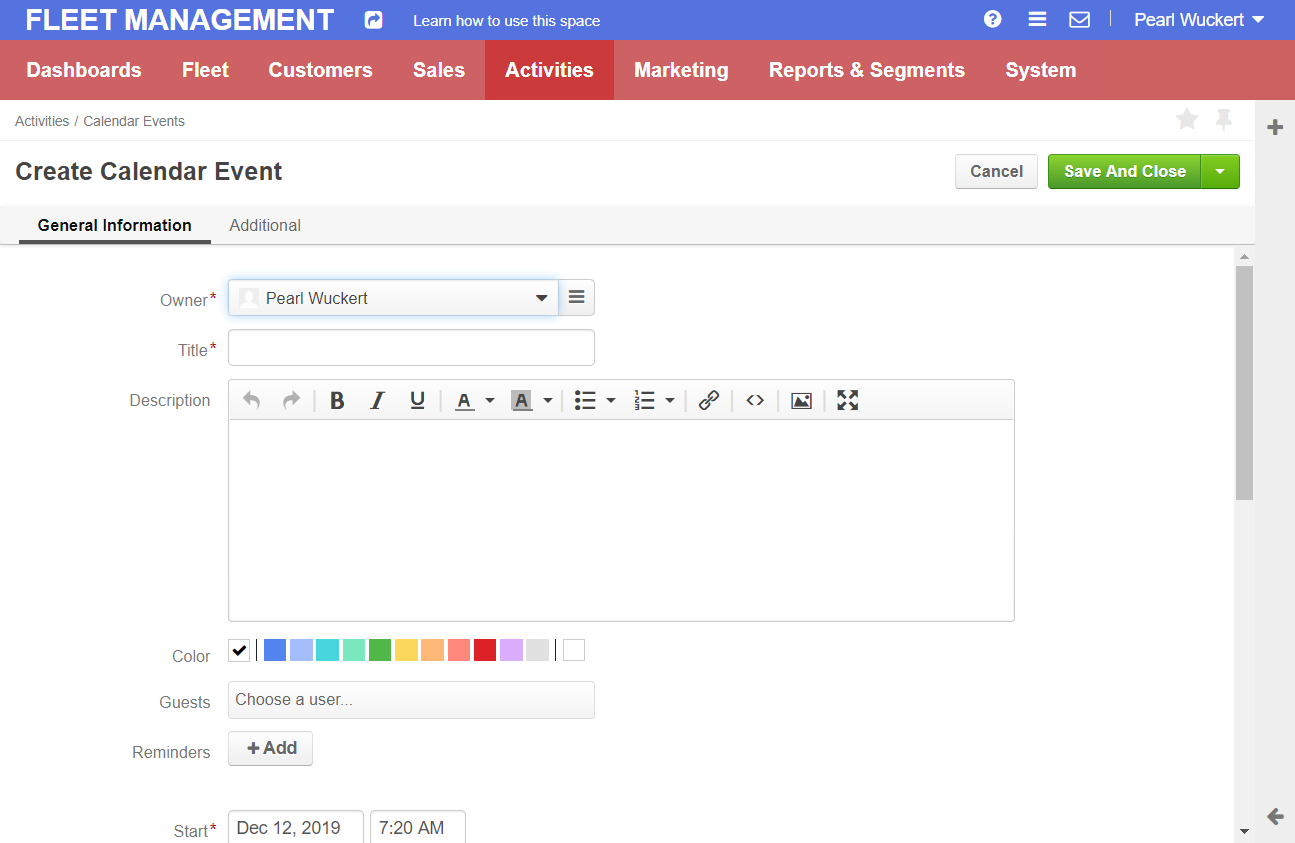 FLEET MANAGEMENT Learn how to use this space Pearl Wuckert
Dashboards Fleet Customers Sales Activities Marketing Reports & Segments System
Activities / Calendar Events
Create Calendar Event Cancel Save And Close
General Information Additional
Owner* Pearl Wuckert
Title*
Description B I U A A
Color
Guests Choose a user...
Reminders + Add
Start* Dec 12, 2019 7:20 AM